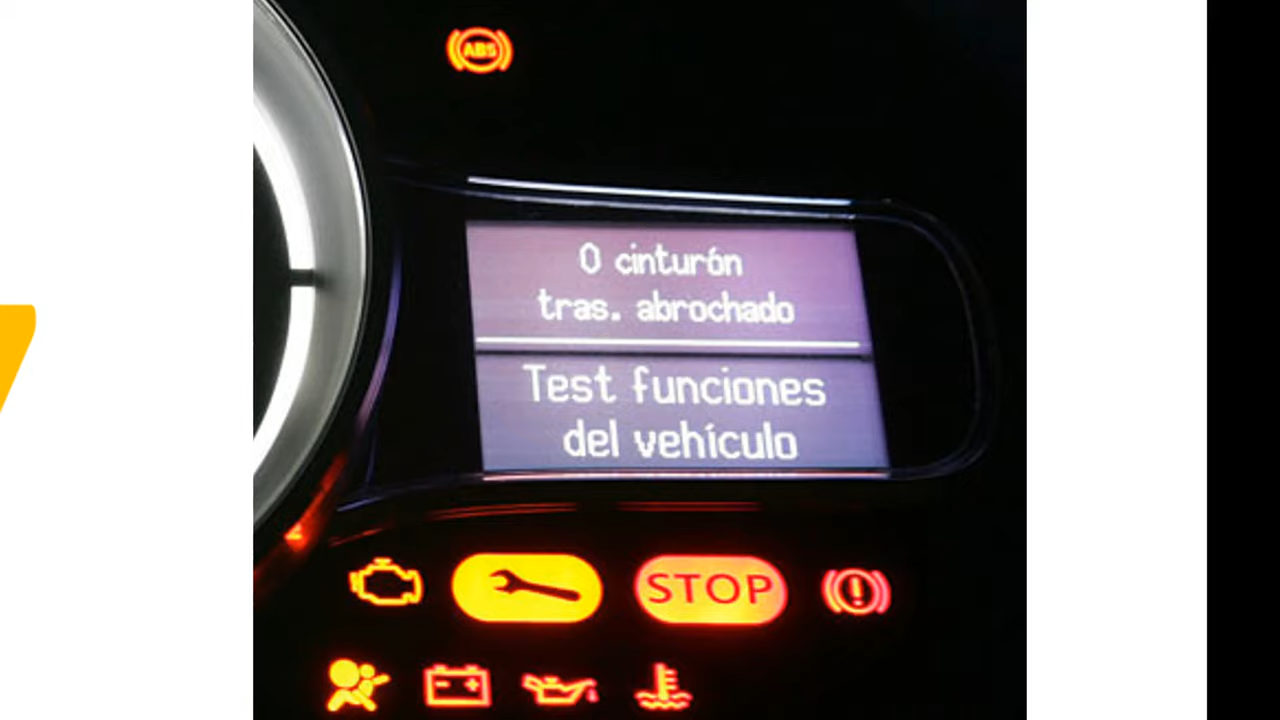 ABS
0 cinturón
tras. abrochado
Test funciones
del vehículo
STOP